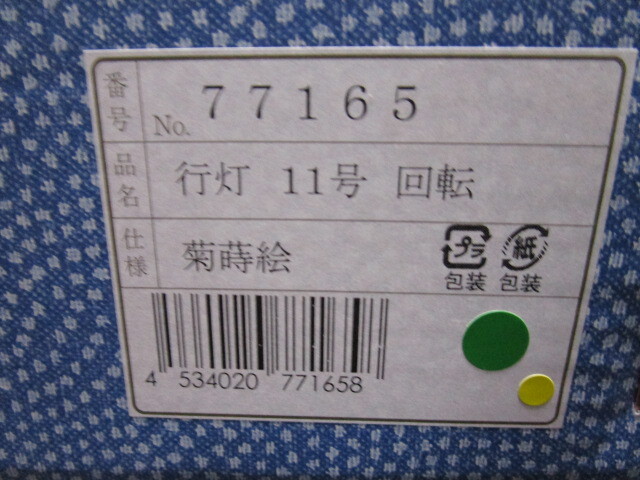 番号 No. 77165
品名 行灯 11号 回転
仕様 菊蒔絵
プラ 紙
包装 包装
4 534020 771658